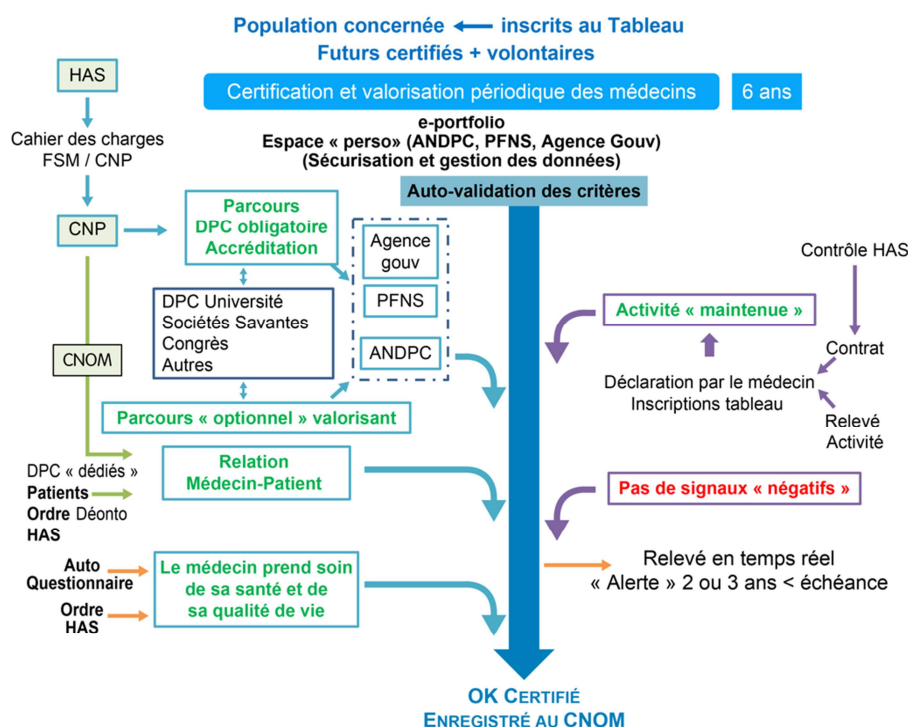 Population concernée
inscrits au Tableau
Futurs certifiés + volontaires
Certification et valorisation périodique des médecins
6 ans
e-portfolio
Espace « perso» (ANDPC, PFNS, Agence Gouv)
(Sécurisation et gestion des données)
Auto-validation des critères
HAS
Cahier des charges
FSM / CNP
CNP
CNOM
Parcours
DPC obligatoire
Accréditation
DPC Université
Sociétés Savantes
Congrès
Autres
Parcours « optionnel » valorisant
Agence
gouv
PFNS
ANDPC
Contrôle HAS
Activité « maintenue »
Contrat
Déclaration par le médecin
Inscriptions tableau
Relevé
Activité
DPC « dédiés »
Patients
Ordre Déonto
HAS
Relation
Médecin-Patient
Pas de signaux « négatifs »
Auto
Questionnaire
Ordre
HAS
Le médecin prend soin
de sa santé et de
sa qualité de vie
Relevé en temps réel
« Alerte » 2 ou 3 ans < échéance
OK CERTIFIÉ
ENREGISTRÉ AU CNOM